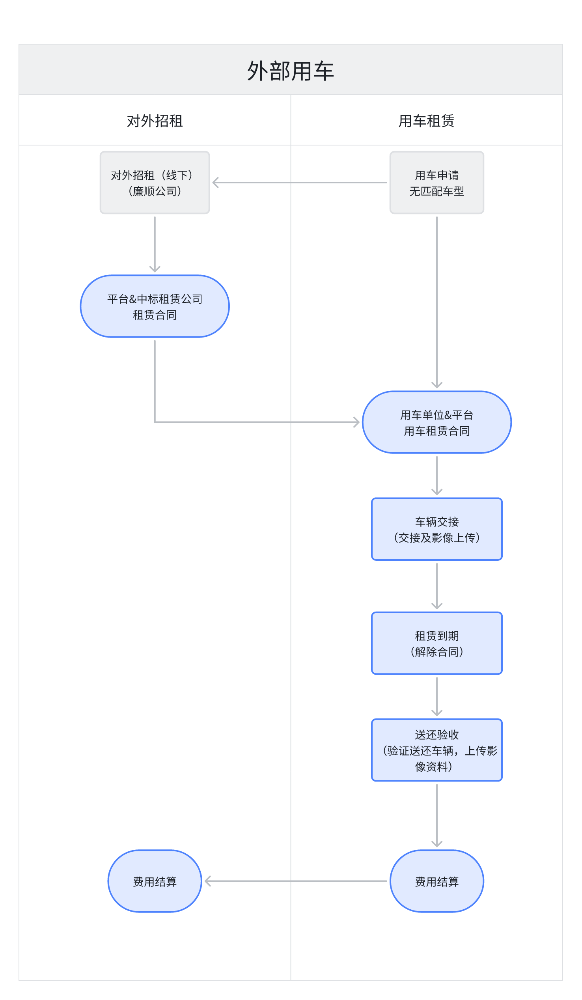 外部用车
对外招租
用车租赁
对外招租（线下）
（廉顺公司）
用车申请
无匹配车型
平台&中标租赁公司
租赁合同
用车单位&平台
用车租赁合同
车辆交接
（交接及影像上传）
租赁到期
（解除合同）
送还验收
（验证送还车辆，上传影
像资料）
费用结算
费用结算